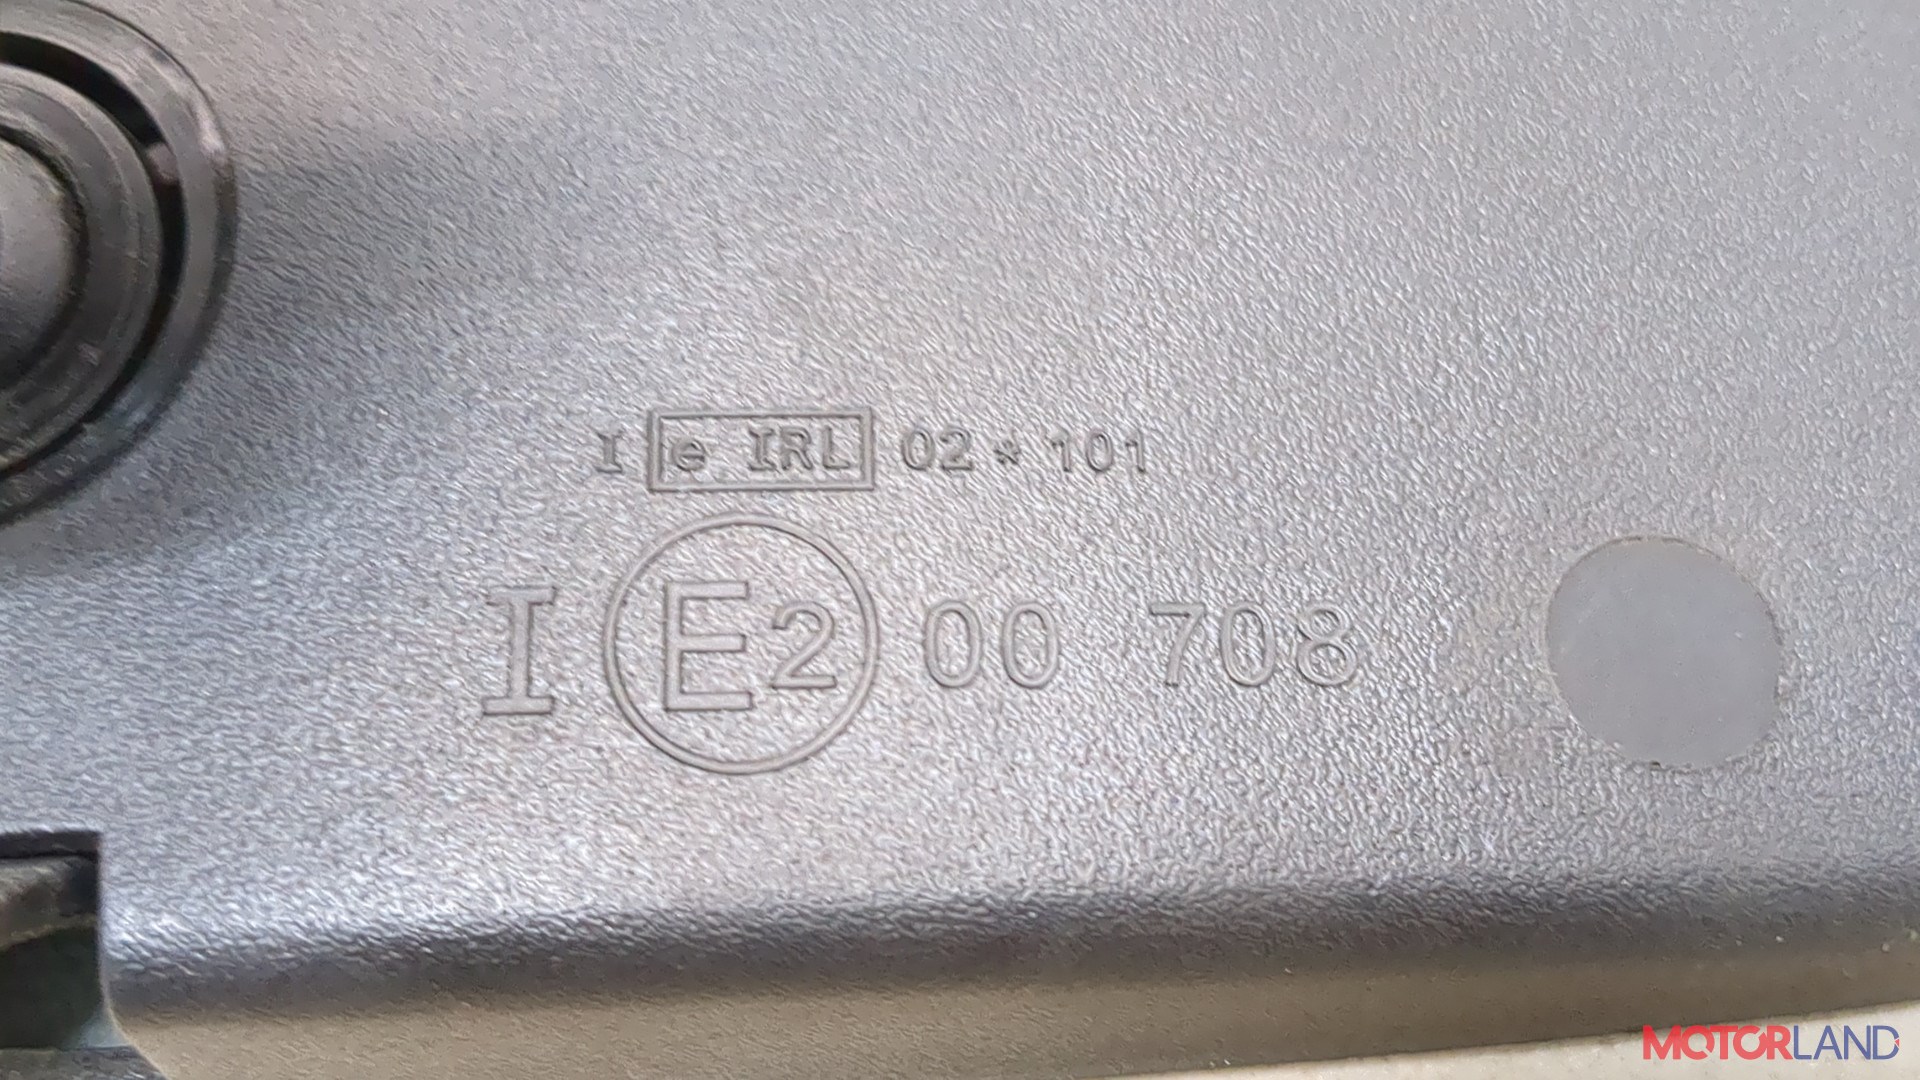 I e IRL 02 * 101
I E2 00 708
MOTORLAND